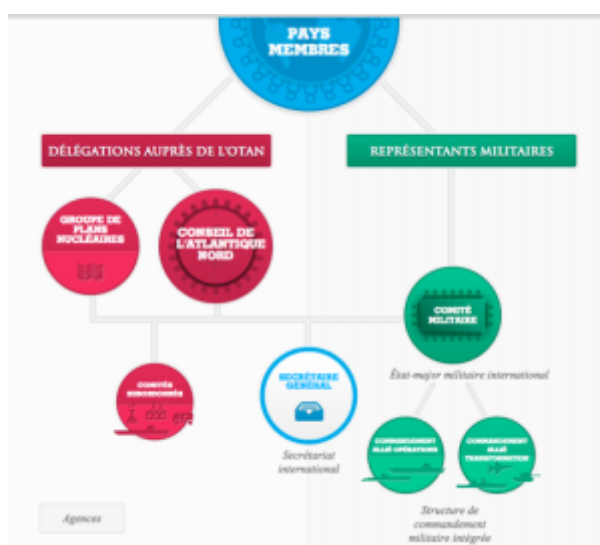 PAYS
MEMBRES
DÉLÉGATIONS AUPRÈS DE L'OTAN
REPRÉSENTANTS MILITAIRES
GROUPE DE
PLANS
NUCLÉAIRES
CONSEIL DE
L'ATLANTIQUE
NORD
COMITÉ
MILITAIRE
État-major militaire international
COMITÉS
SUBORDONNÉS
SECRÉTAIRE
GÉNÉRAL
Secrétariat
international
COMMANDEMENT
ALLIÉ OPÉRATIONS
COMMANDEMENT
ALLIÉ
TRANSFORMATION
Structure de
commandement
militaire intégrée
Agences